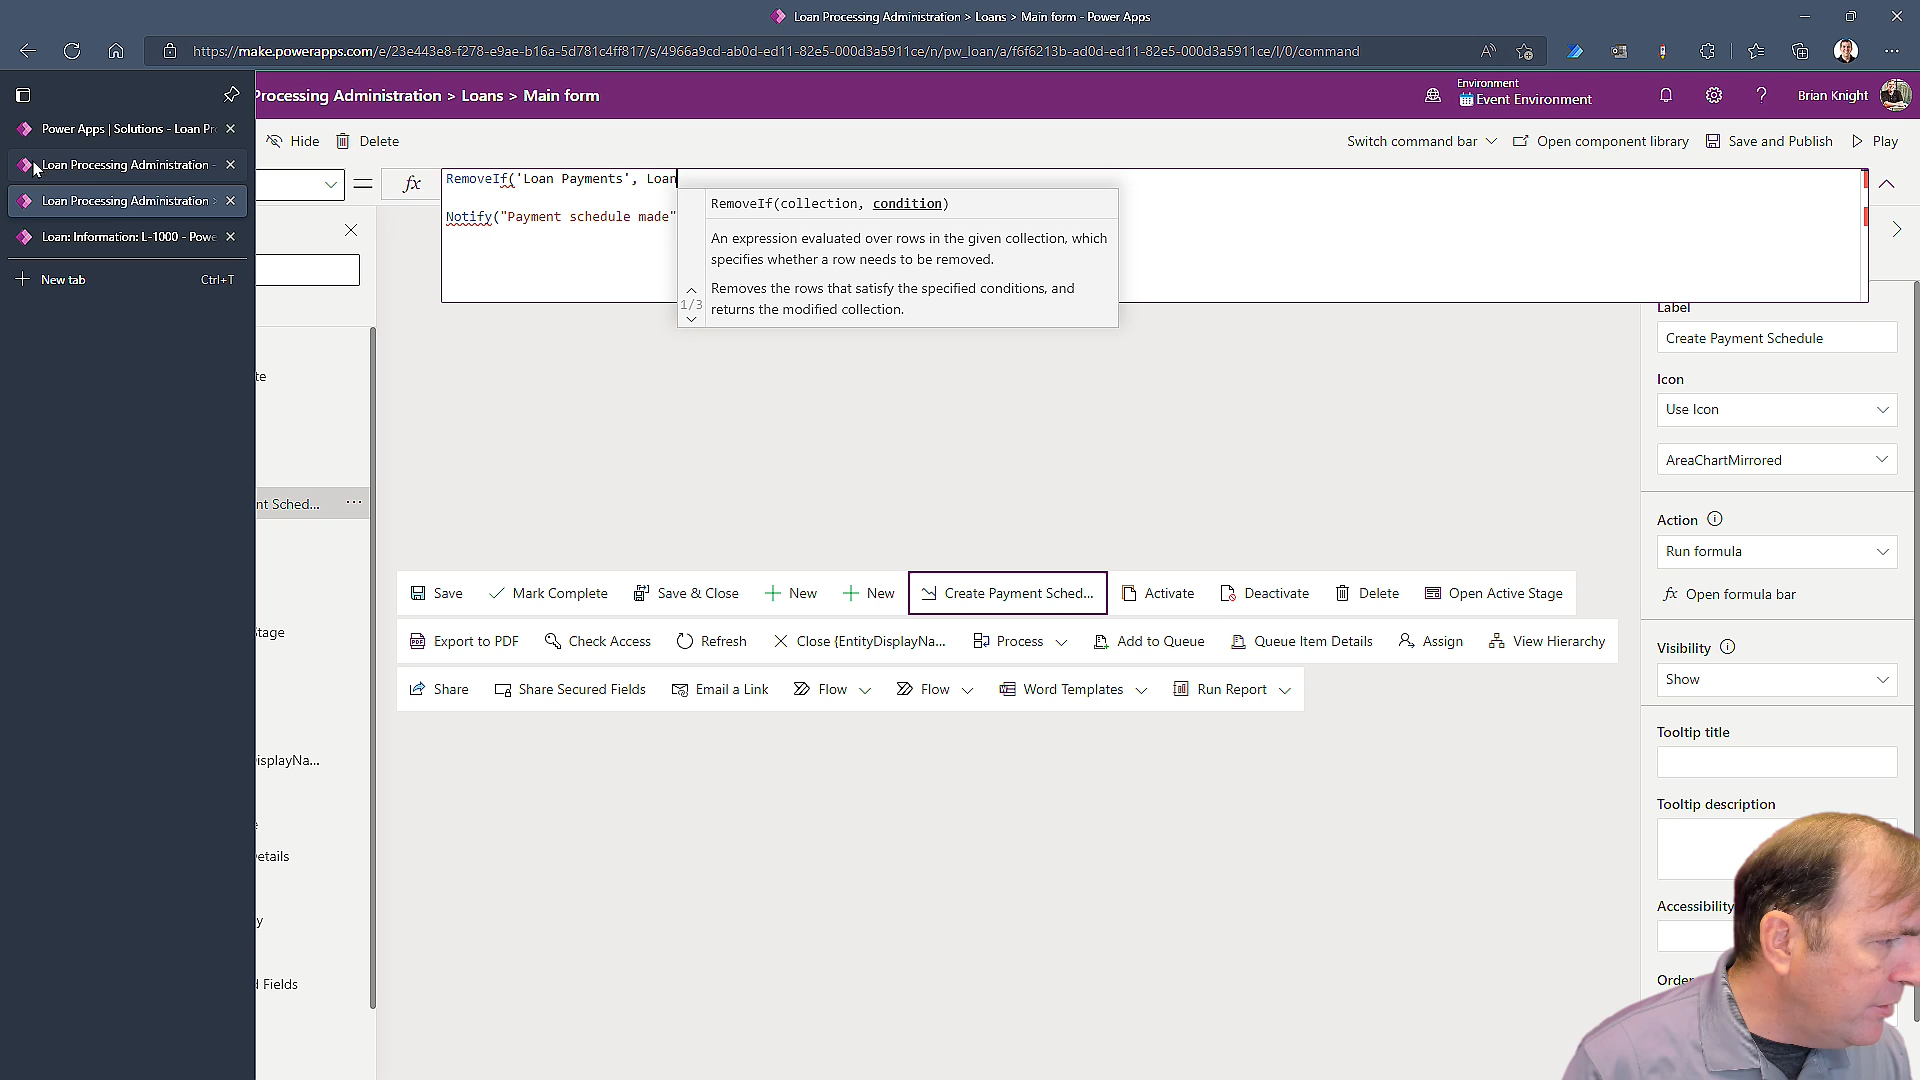 Loan Processing Administration > Loans > Main form - Power Apps
https://make.powerapps.com/e/23e443e8-f278-e9ae-b16a-5d781c4ff817/s/4966a9cd-ab0d-ed11-82e5-000d3a5911ce/n/pw_loan/a/f6f6213b-ad0d-ed11-82e5-000d3a5911ce/l/0/command
Processing Administration > Loans > Main form
Environment
Event Environment
Brian Knight
Power Apps | Solutions - Loan Pr
Loan Processing Administration -
Loan Processing Administration >
Loan: Information: L-1000 - Powe
New tab Ctrl+T
Hide Delete
Switch command bar Open component library Save and Publish Play
fx
RemoveIf('Loan Payments', Loan
Notify("Payment schedule made"
RemoveIf(collection, condition)
An expression evaluated over rows in the given collection, which
specifies whether a row needs to be removed.
1/3
Removes the rows that satisfy the specified conditions, and
returns the modified collection.
te
nt Sched...
Stage
DisplayNa...
e
Details
y
d Fields
Save Mark Complete Save & Close New New Create Payment Sched... Activate Deactivate Delete Open Active Stage
Export to PDF Check Access Refresh Close {EntityDisplayNa... Process Add to Queue Queue Item Details Assign View Hierarchy
Share Share Secured Fields Email a Link Flow Flow Word Templates Run Report
Label
Create Payment Schedule
Icon
Use Icon
AreaChartMirrored
Action
Run formula
fx Open formula bar
Visibility
Show
Tooltip title
Tooltip description
Accessibility
Order